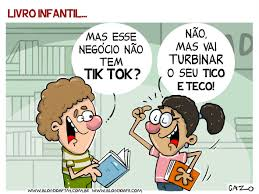 LIVRO INFANTIL...
MAS ESSE
NEGÓCIO NÃO
TEM
TIK TOK?
NÃO,
MAS VAI
TURBINAR
O SEU TICO
E TECO!